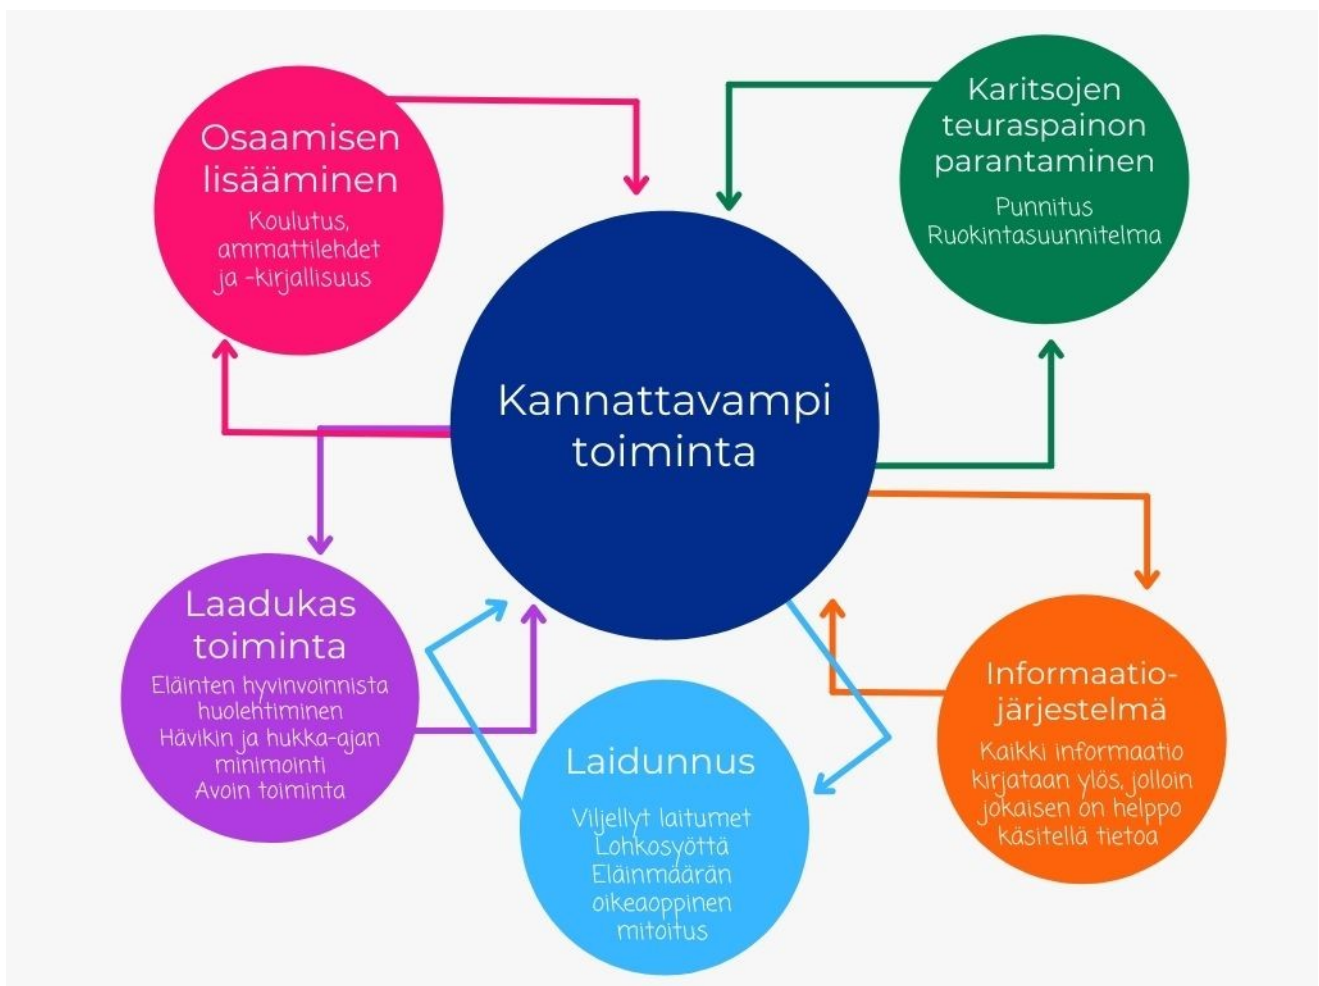 Osaamisen
lisääminen
Koulutus,
ammattilehdet
ja -kirjallisuus
Karitsojen
teuraspainon
parantaminen
Punnitus
Ruokintasuunnitelma
Kannattavampi
toiminta
Laadukas
toiminta
Eläinten hyvinvoinnista
huolehtiminen
Hävikin ja hukka-ajan
minimointi
Avoin toiminta
Laidunnus
Viljellyt laitumet
Lohkosyöttä
Eläinmäärän
oikeaoppinen
mitoitus
Informaatio-
järjestelmä
Kaikki informaatio
kirjataan ylös, jolloin
jokaisen on helppo
käsitellä tietoa